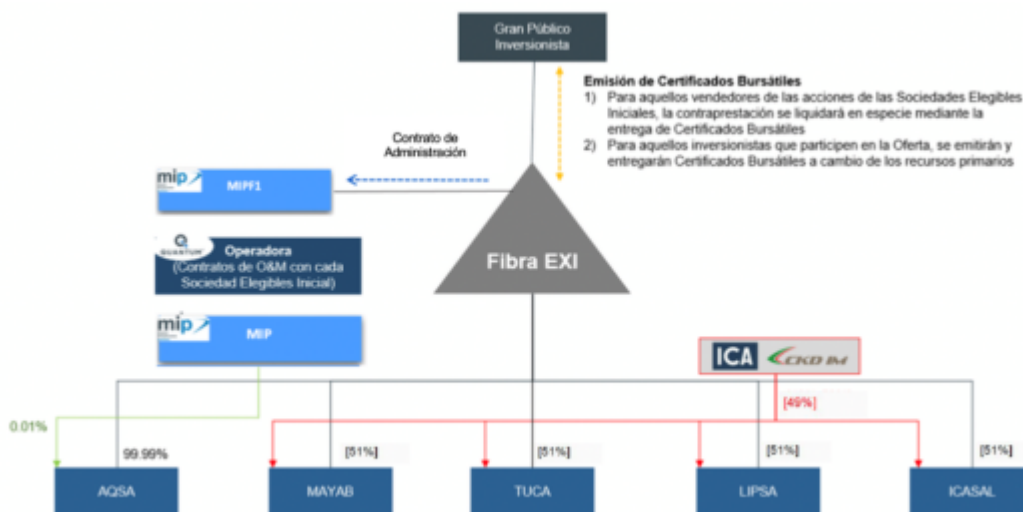 Gran Público
Inversionista
Emisión de Certificados Bursátiles
1) Para aquellos vendedores de las acciones de las Sociedades Elegibles
Iniciales, la contraprestación se liquidará en especie mediante la
entrega de Certificados Bursátiles
2) Para aquellos inversionistas que participen en la Oferta, se emitirán y
entregarán Certificados Bursátiles a cambio de los recursos primarios
Contrato de
Administración
mip
MIPF1
QUANTUM
Operadora
(Contratos de O&M con cada
Sociedad Elegibles Inicial)
Fibra EXI
mip
MIP
ICA CKD IM
0.01%
99.99%
[51%]
[51%]
[49%]
[51%]
[51%]
AQSA
MAYAB
TUCA
LIPSA
ICASAL